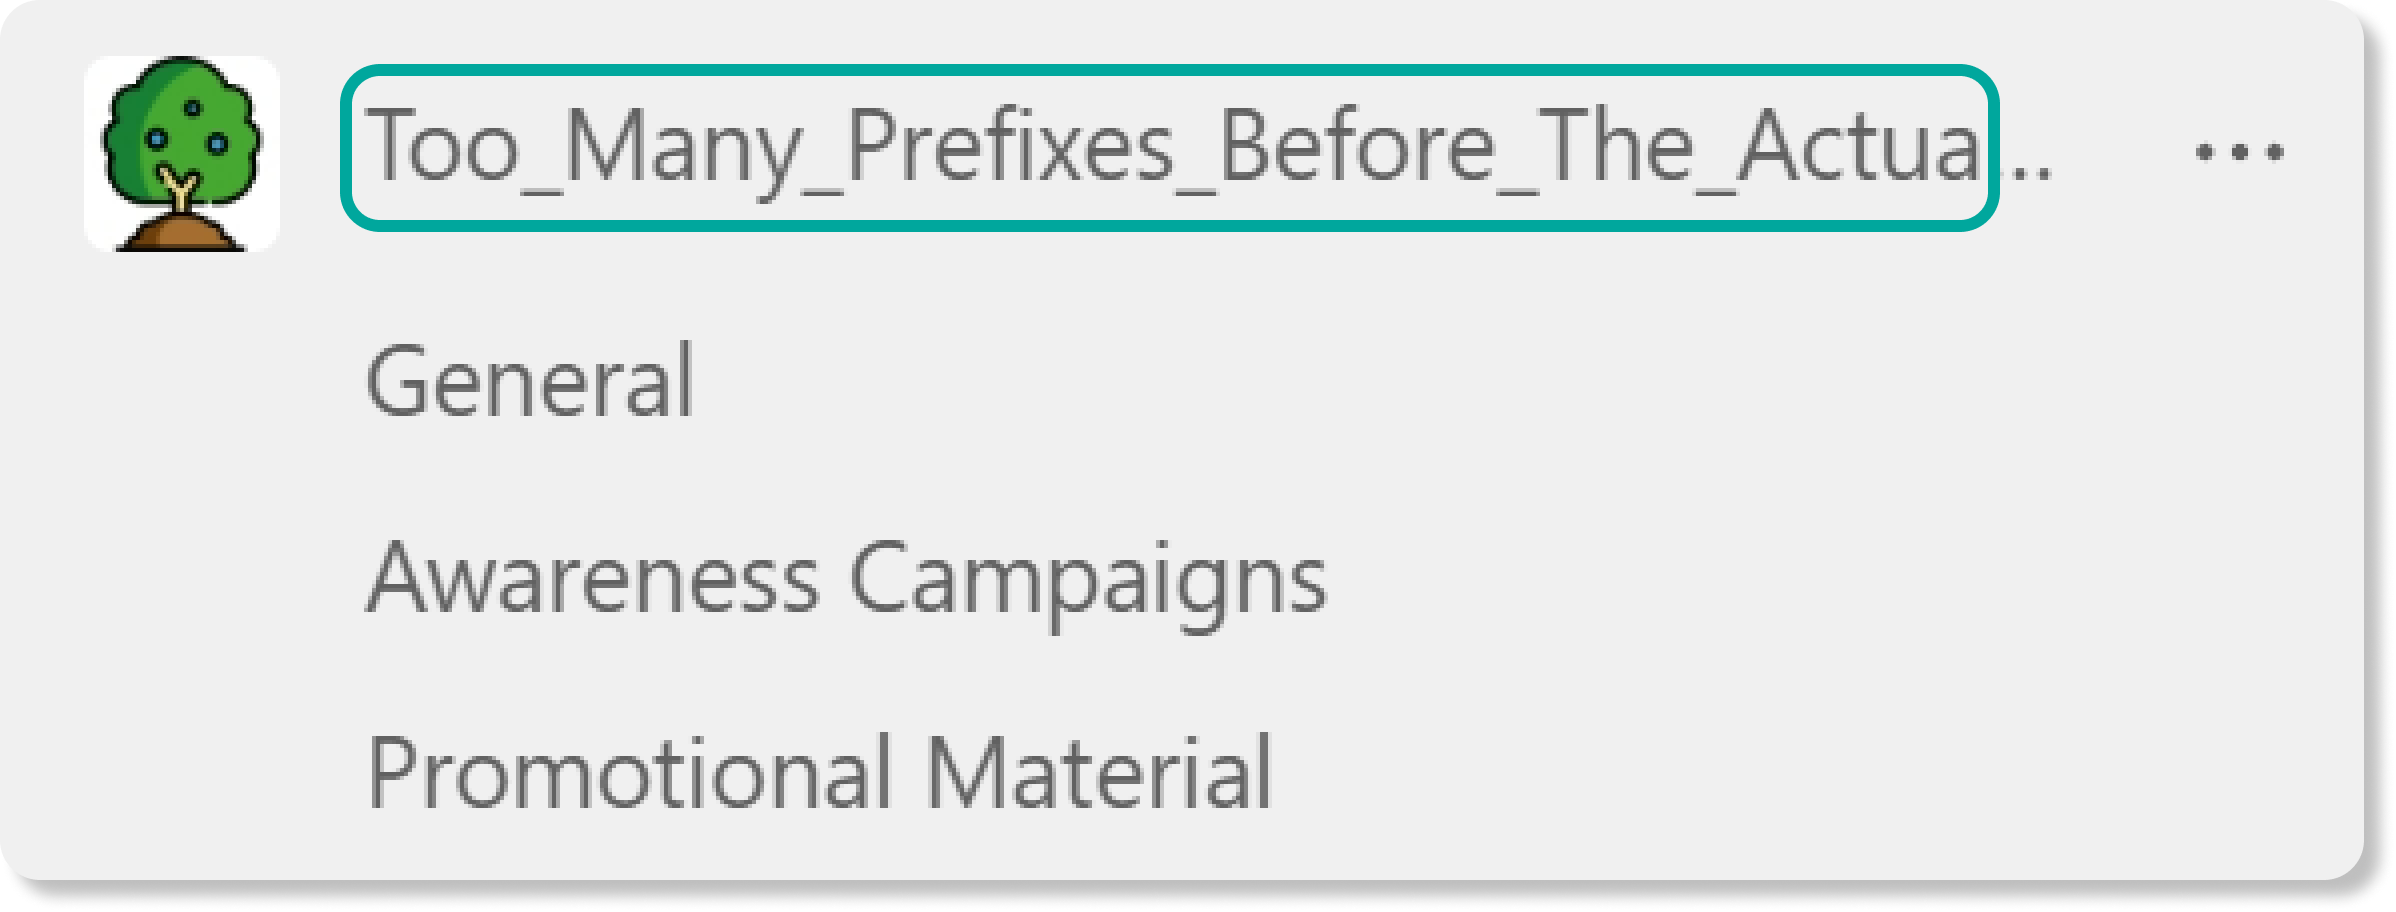 Too_Many_Prefixes_Before_The_Actua...
General
Awareness Campaigns
Promotional Material